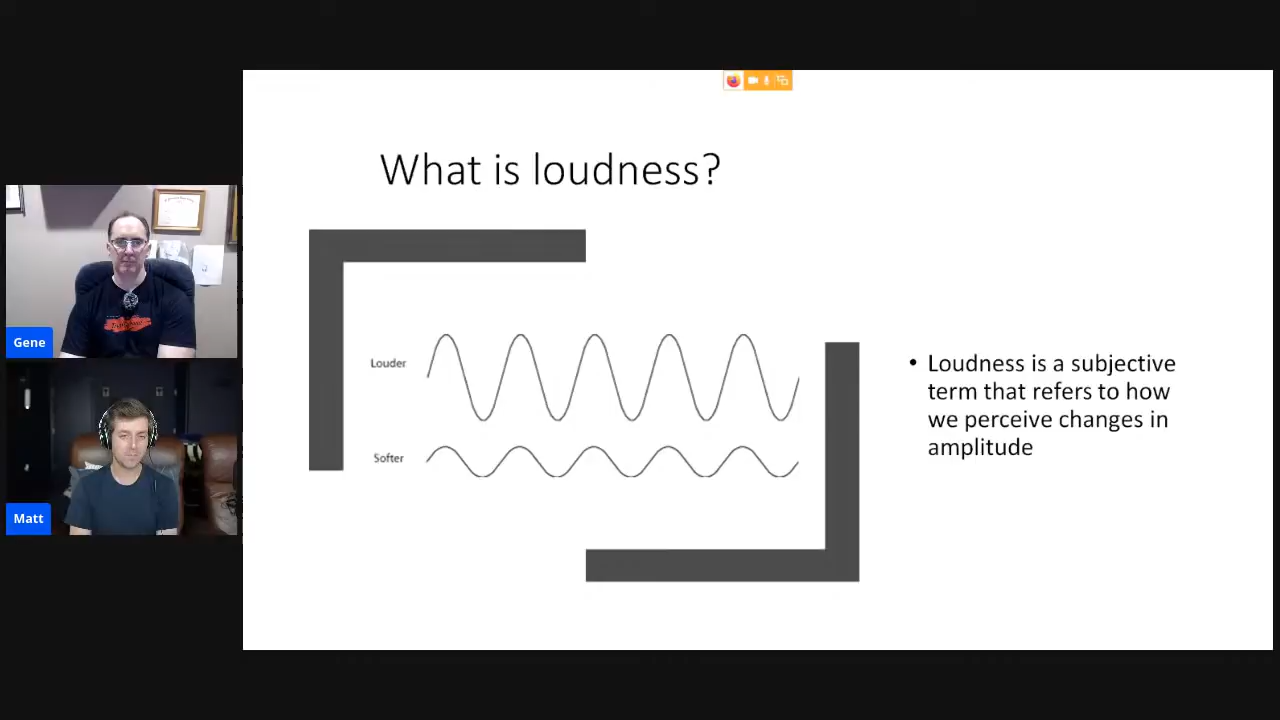 What is loudness?
Louder
Softer
Loudness is a subjective
term that refers to how
we perceive changes in
amplitude
Gene
Matt